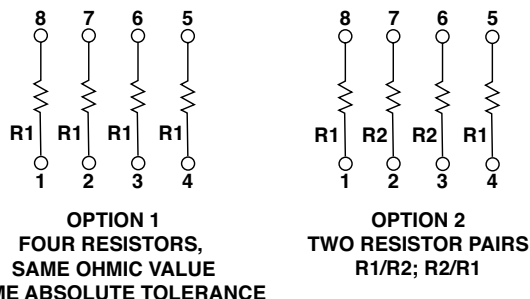 8 7 6 5
R1 R1 R1 R1
1 2 3 4
OPTION 1
FOUR RESISTORS,
SAME OHMIC VALUE
ABSOLUTE TOLERANCE
8 7 6 5
R1 R2 R2 R1
1 2 3 4
OPTION 2
TWO RESISTOR PAIRS
R1/R2; R2/R1